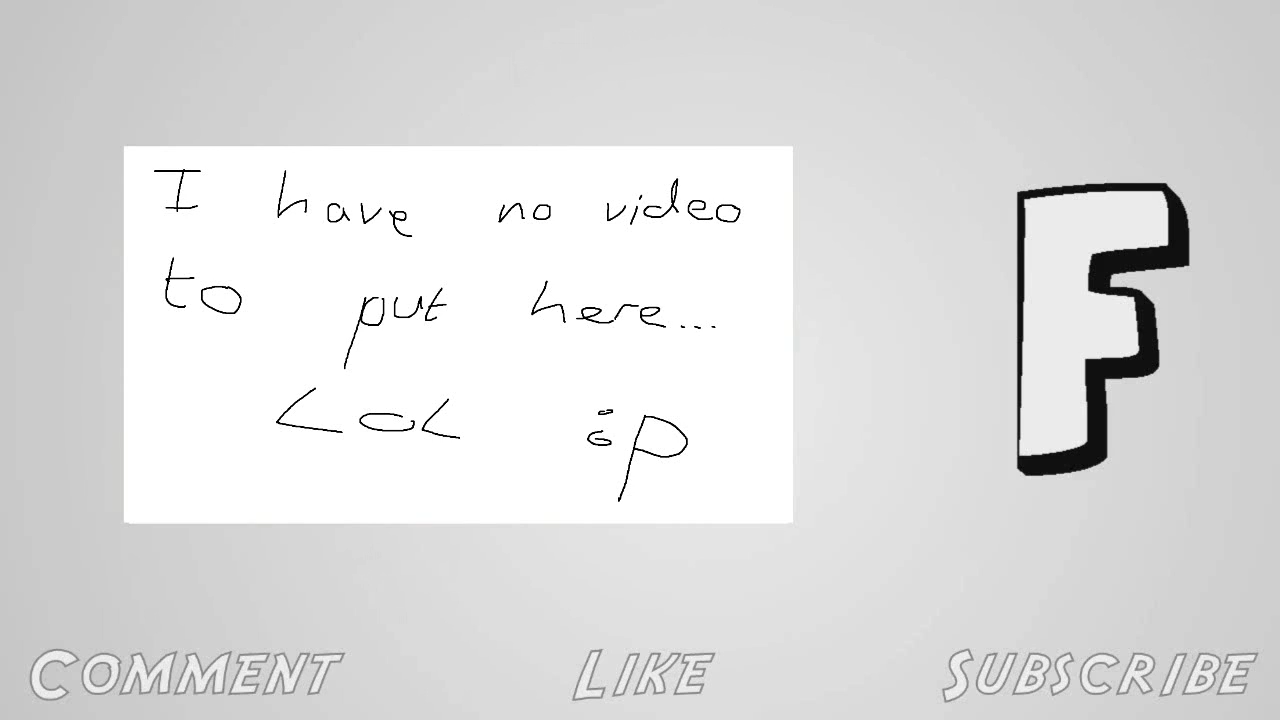 I have no video
to put here...
LOL :P
F
COMMENT LIKE SUBSCRIBE